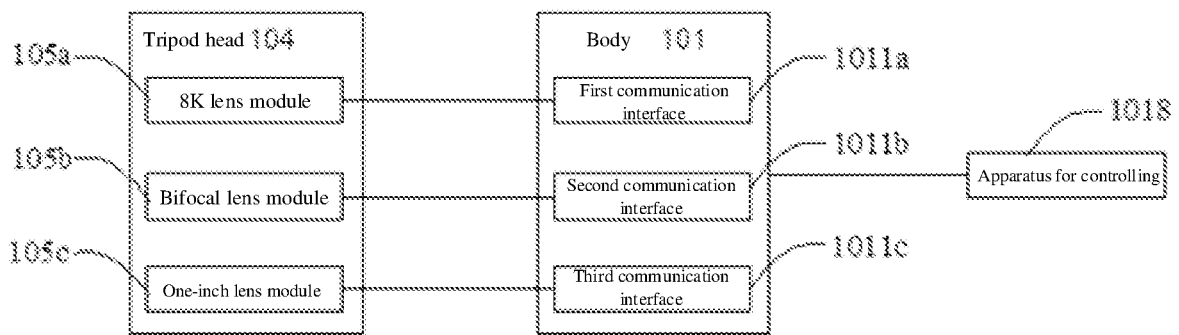 Tripod head 104
105a
8K lens module
105b
Bifocal lens module
105c
One-inch lens module
Body 101
First communication
interface
1011a
Second communication
interface
1011b
Third communication
interface
1011c
1018
Apparatus for controlling